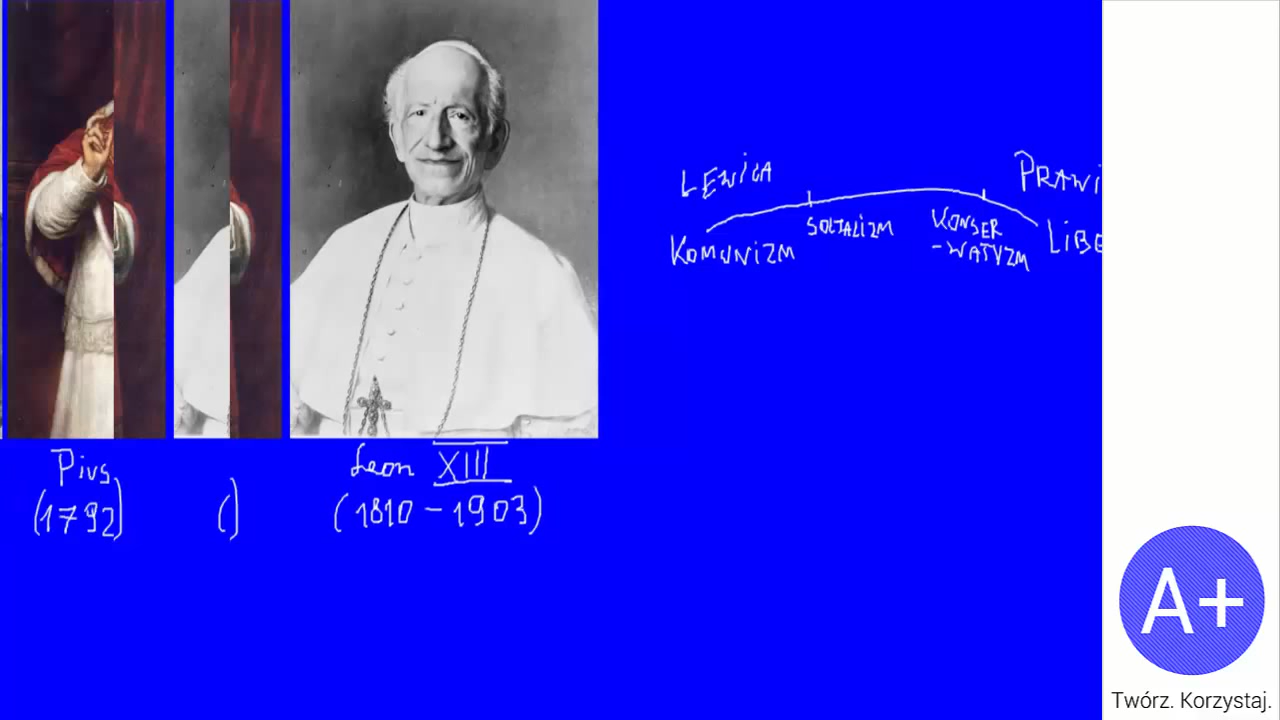 Pius
(1792)
()
Leon XIII
(1810-1903)
LEWICA
PRAWI
KOMUNIZM
SOCJALIZM
KONSER
-WATYZM
LIBE
A+
Twórz. Korzystaj.